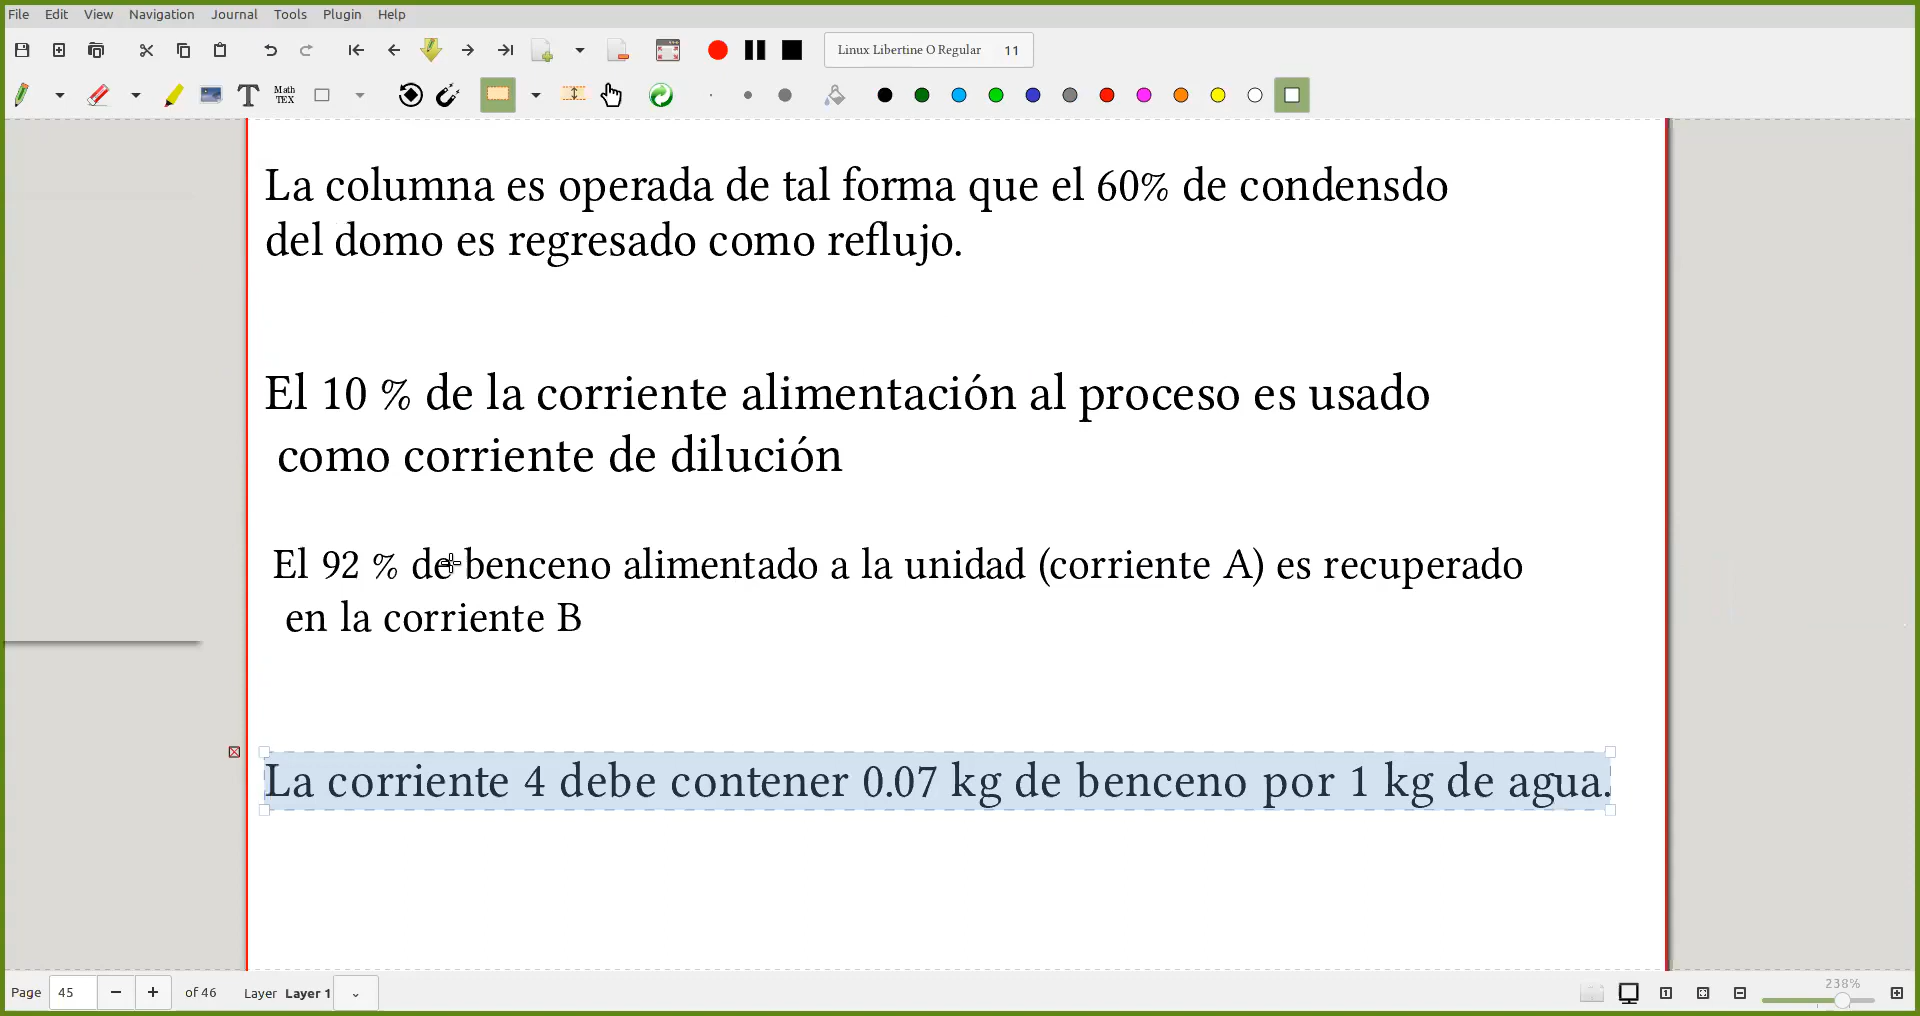 File Edit View Navigation Journal Tools Plugin Help
Linux Libertine O Regular 11
Math
TEX
La columna es operada de tal forma que el 60% de condensdo
del domo es regresado como reflujo.
El 10 % de la corriente alimentación al proceso es usado
como corriente de dilución
El 92 % de benceno alimentado a la unidad (corriente A) es recuperado
en la corriente B
La corriente 4 debe contener 0.07 kg de benceno por 1 kg de agua.
Page 45 of 46 Layer Layer 1 238%